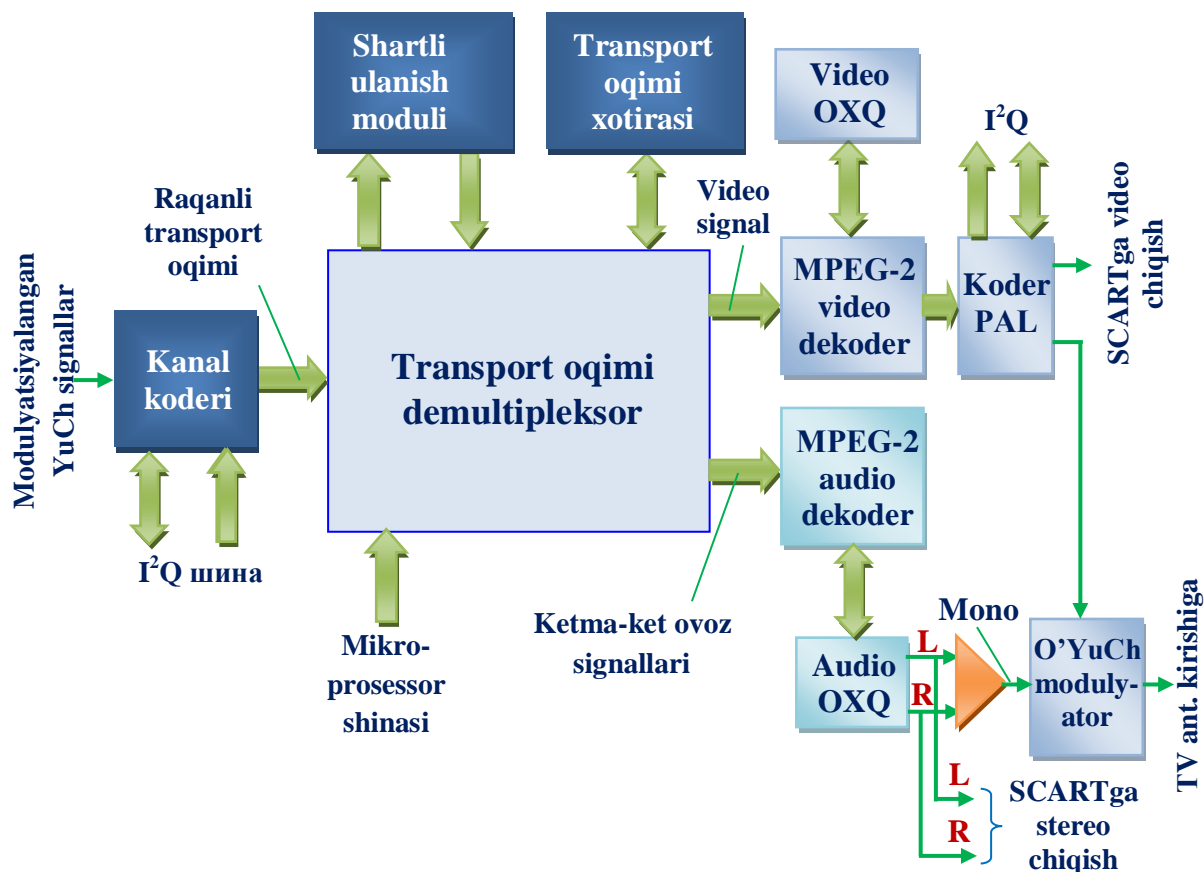 Shartli
ulanish
moduli
Transport
oqimi
xotirasi
Video
OXQ
I²Q
Raqanli
transport
oqimi
Video
signal
SCARTga video
chiqish
Modulyatsiyalangan
YuCh signallar
Kanal
koderi
Transport oqimi
demultipleksor
MPEG-2
video
dekoder
Koder
PAL
MPEG-2
audio
dekoder
I²Q шина
Mikro-
prosessor
shinasi
Ketma-ket ovoz
signallari
Audio
OXQ
L
R
Mono
O’YuCh
moduly-
ator
TV ant. kirishiga
L
R
SCARTga
stereo
chiqish